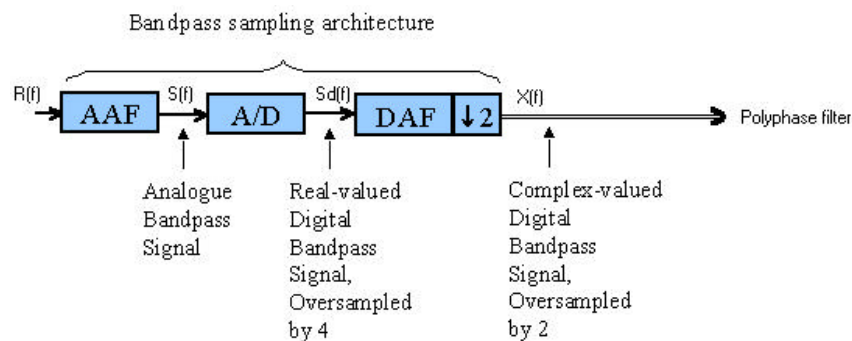 Bandpass sampling architecture
R(f)
AAF
S(f)
A/D
Sd(f)
DAF
↓2
X(f)
Polyphase filter
Analogue
Bandpass
Signal
Real-valued
Digital
Bandpass
Signal,
Oversampled
by 4
Complex-valued
Digital
Bandpass
Signal,
Oversampled
by 2